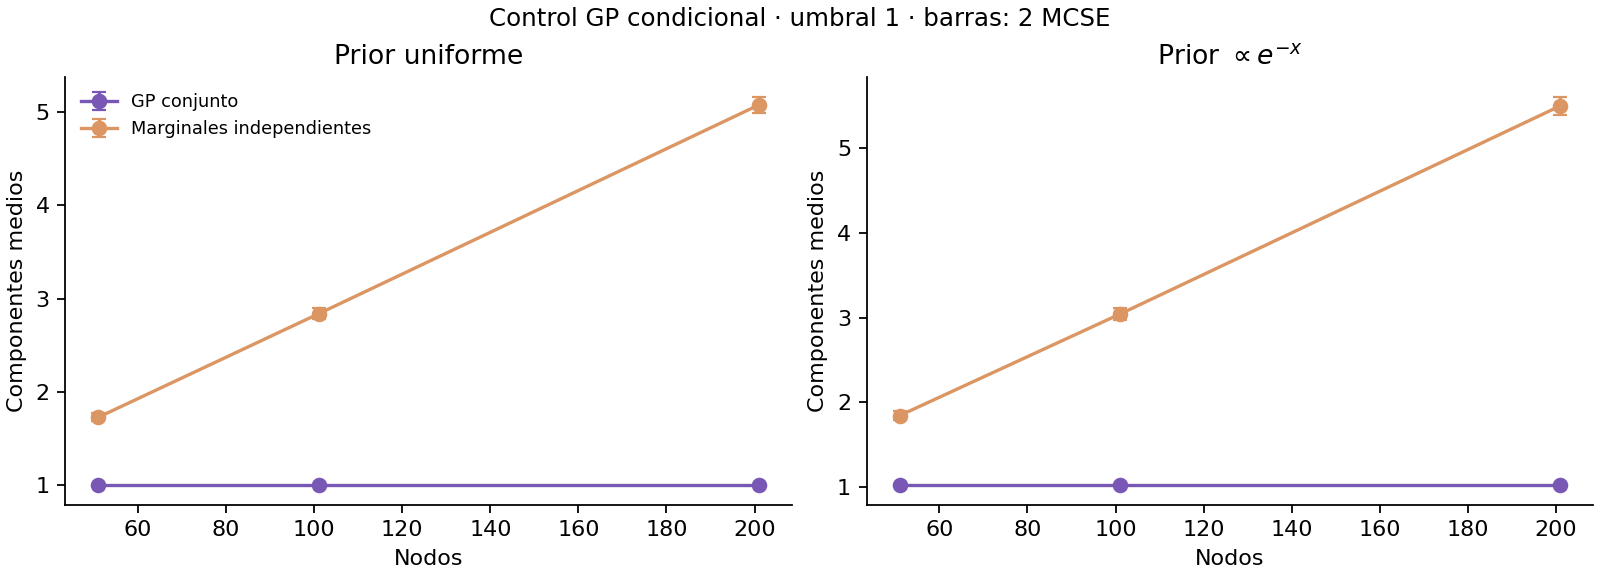 Control GP condicional · umbral 1 · barras: 2 MCSE
Prior uniforme
GP conjunto
Marginales independientes
Componentes medios
5
4
3
2
1
60 80 100 120 140 160 180 200
Nodos
Prior ∝ e^{-x}
Componentes medios
5
4
3
2
1
60 80 100 120 140 160 180 200
Nodos